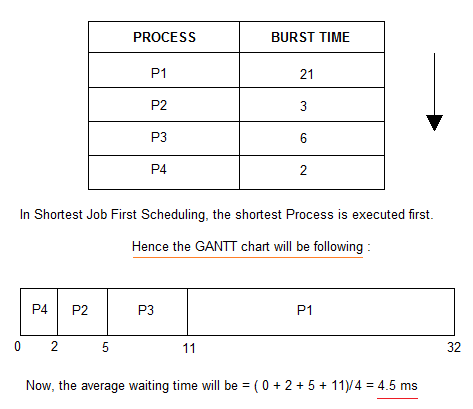 PROCESS BURST TIME
P1 21
P2 3
P3 6
P4 2
In Shortest Job First Scheduling, the shortest Process is executed first.
Hence the GANTT chart will be following :
P4 P2 P3 P1
0 2 5 11 32
Now, the average waiting time will be = ( 0 + 2 + 5 + 11)/ 4 = 4.5 ms